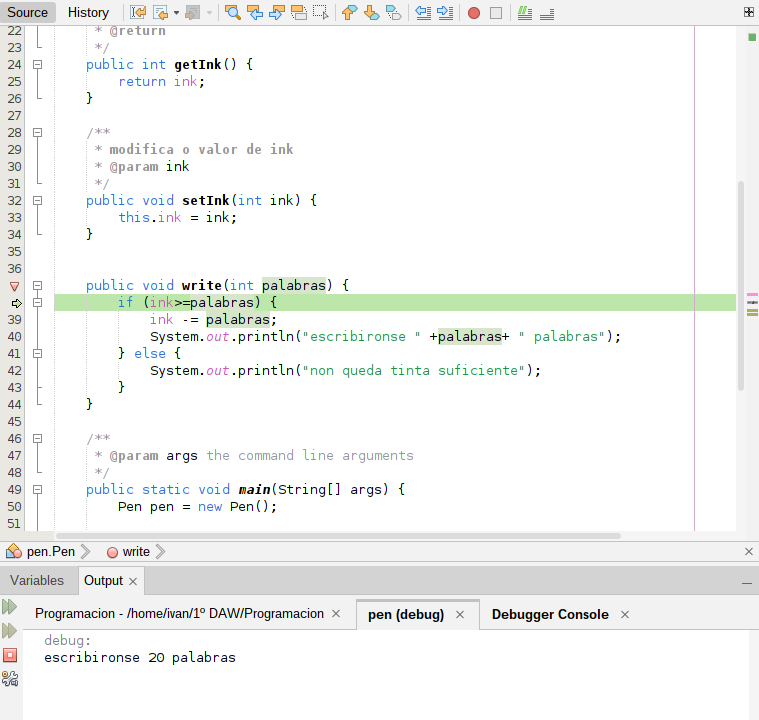 Source History
22 * @return
23 */
24 public int getInk() {
25 return ink;
26 }
27
28 /**
29 * modifica o valor de ink
30 * @param ink
31 */
32 public void setInk(int ink) {
33 this.ink = ink;
34 }
35
36
public void write(int palabras) {
if (ink>=palabras) {
39 ink -= palabras;
40 System.out.println("escribironse " +palabras+ " palabras");
41 } else {
42 System.out.println("non queda tinta suficiente");
43 }
44 }
45
46 /**
47 * @param args the command line arguments
48 */
49 public static void main(String[] args) {
50 Pen pen = new Pen();
51
pen.Pen write
Variables Output
Programacion - /home/iwan/1º DAW/Programacion pen (debug) Debugger Console
debug:
escribironse 20 palabras